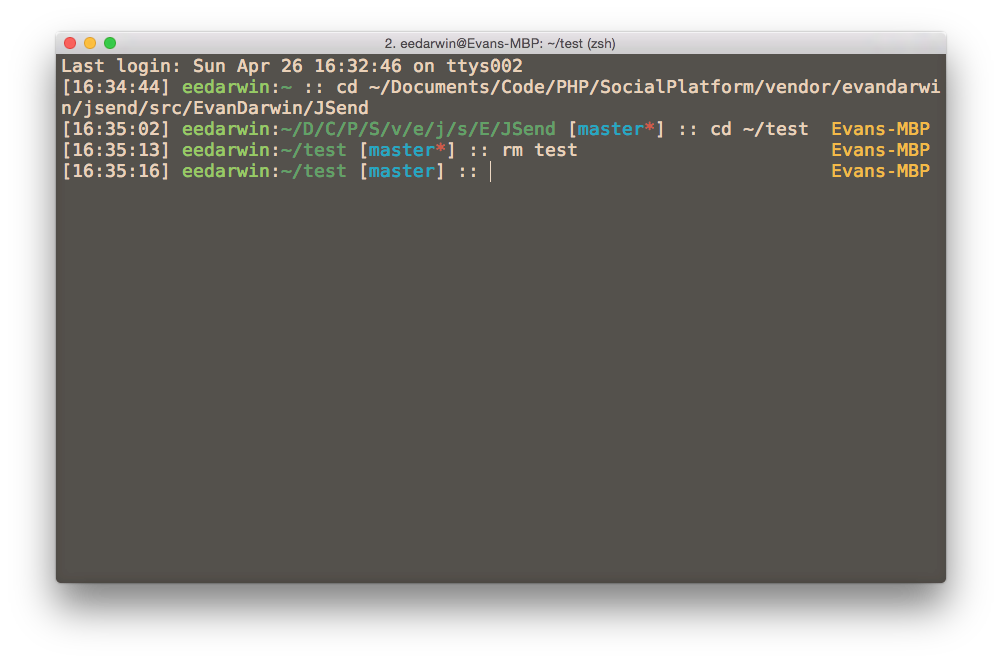 2. eedarwin@Evans-MBP: ~/test (zsh)
Last login: Sun Apr 26 16:32:46 on ttys002
[16:34:44] eedarwin:~ :: cd ~/Documents/Code/PHP/SocialPlatform/vendor/evandarwi
n/jsend/src/EvanDarwin/JSend
[16:35:02] eedarwin:~/D/C/P/S/v/e/j/s/E/JSend [master*] :: cd ~/test Evans-MBP
[16:35:13] eedarwin:~/test [master*] :: rm test Evans-MBP
[16:35:16] eedarwin:~/test [master] :: Evans-MBP